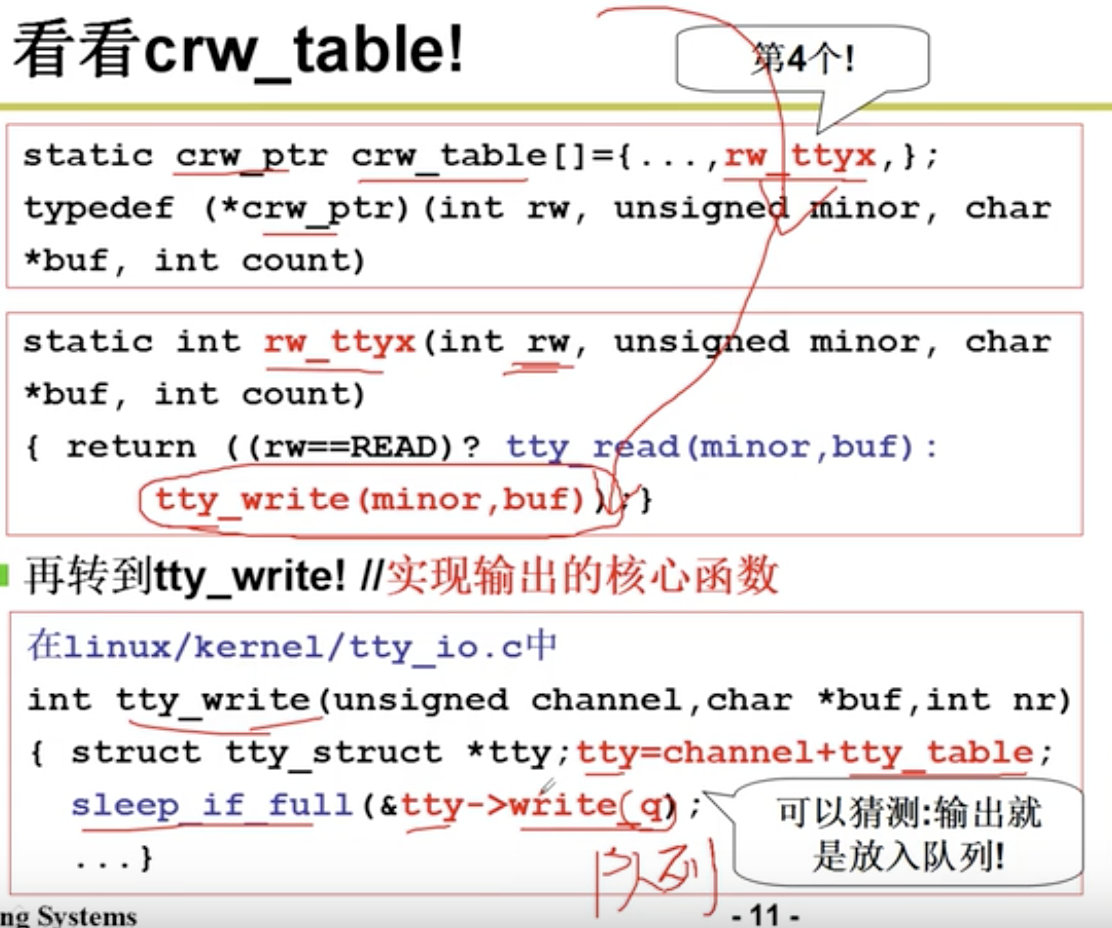 看看crw_table!
第4个!
static crw_ptr crw_table[]={...,rw_ttyx,};
typedef (*crw_ptr)(int rw, unsigned minor, char
*buf, int count)
static int rw_ttyx(int rw, unsigned minor, char
*buf, int count)
{ return ((rw==READ)? tty_read(minor,buf):
tty_write(minor,buf));}
再转到tty_write! //实现输出的核心函数
在linux/kernel/tty_io.c中
int tty_write(unsigned channel,char *buf,int nr)
{ struct tty_struct *tty;tty=channel+tty_table;
sleep_if_full(&tty->write_q);
...}
可以猜测:输出就
是放入队列!
队列
ng Systems
- 11 -